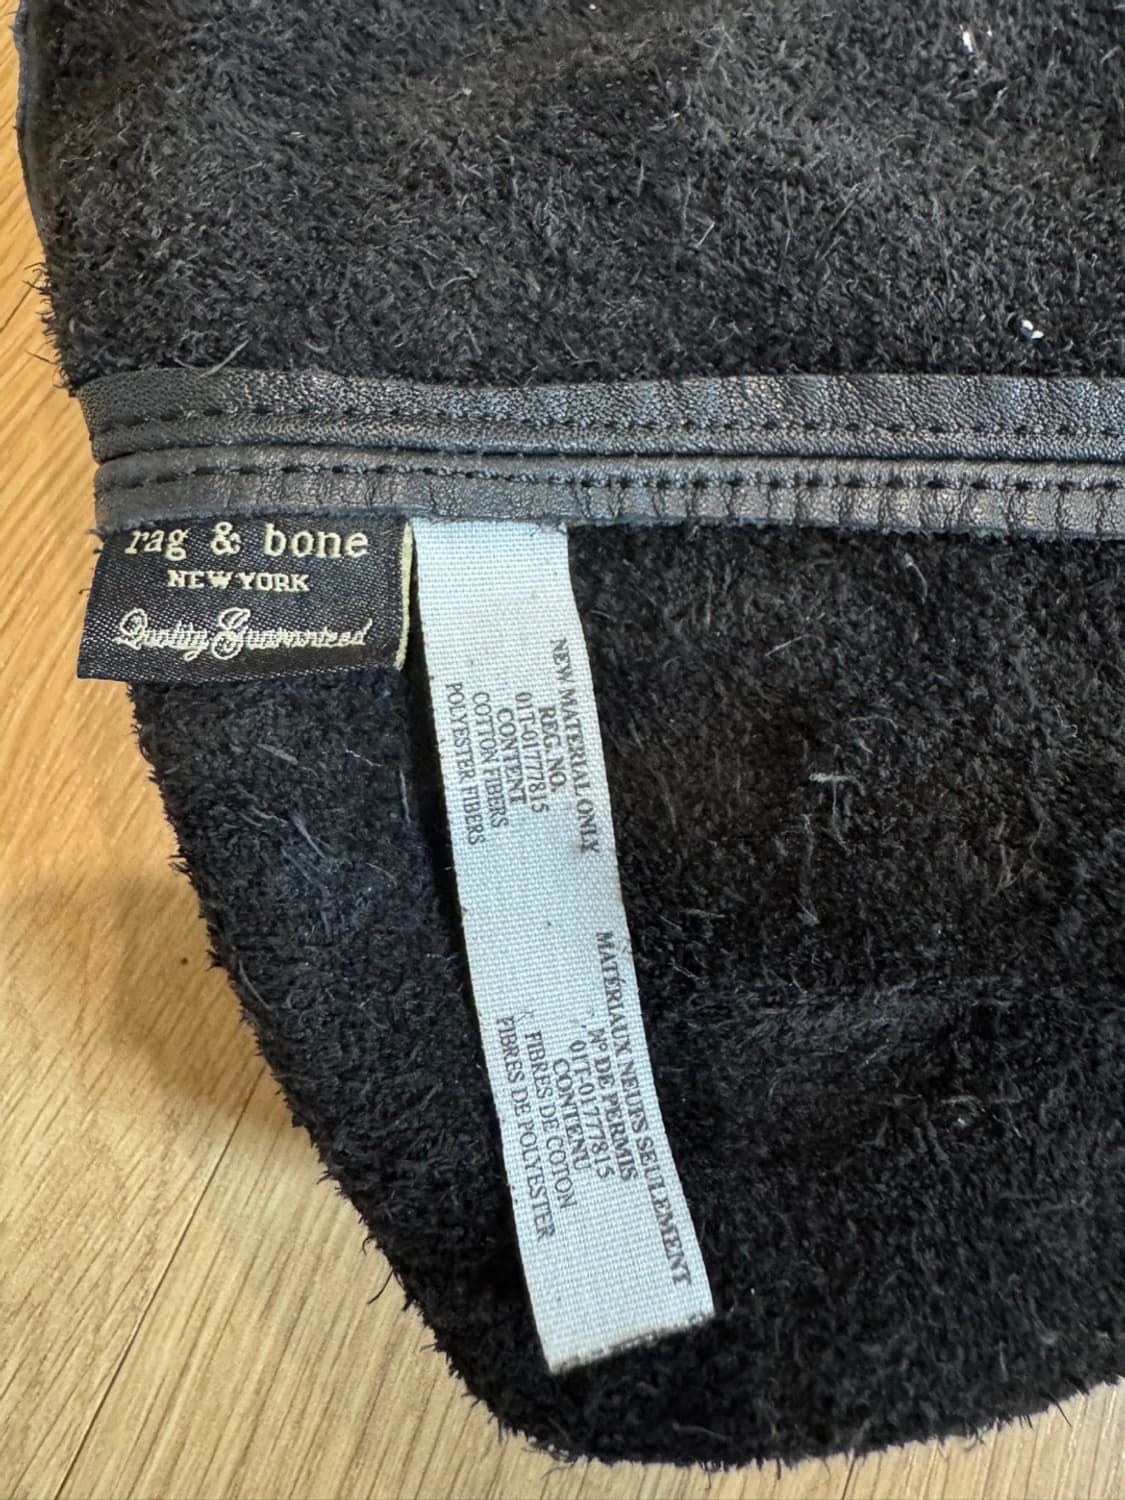 rag & bone
NEW YORK
Quality Guaranteed
NEW MATERIAL ONLY
REG. NO.
01T-01777815
CONTENT
COTTON FIBERS
POLYESTER FIBERS
MATÉRIAUX NEUFS SEULEMENT
Nº DE PERMIS
01T-01777815
CONTENU
FIBRES DE COTON
FIBRES DE POLYESTER